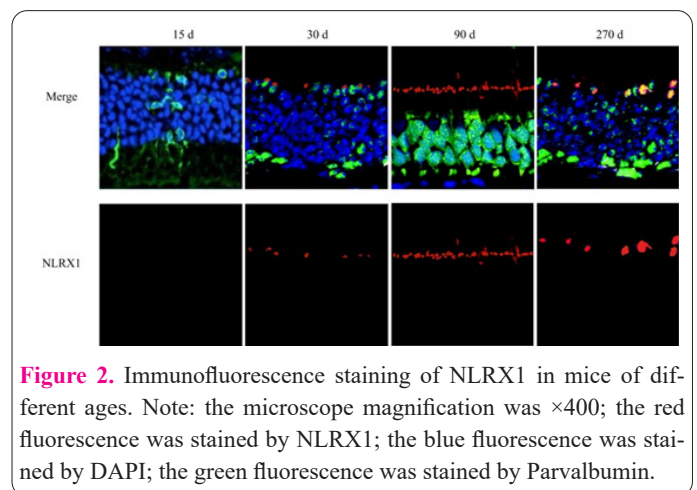 15 d 30 d 90 d 270 d
Merge
NLRX1
Figure 2. Immunofluorescence staining of NLRX1 in mice of dif-
ferent ages. Note: the microscope magnification was ×400; the red
fluorescence was stained by NLRX1; the blue fluorescence was stai-
ned by DAPI; the green fluorescence was stained by Parvalbumin.